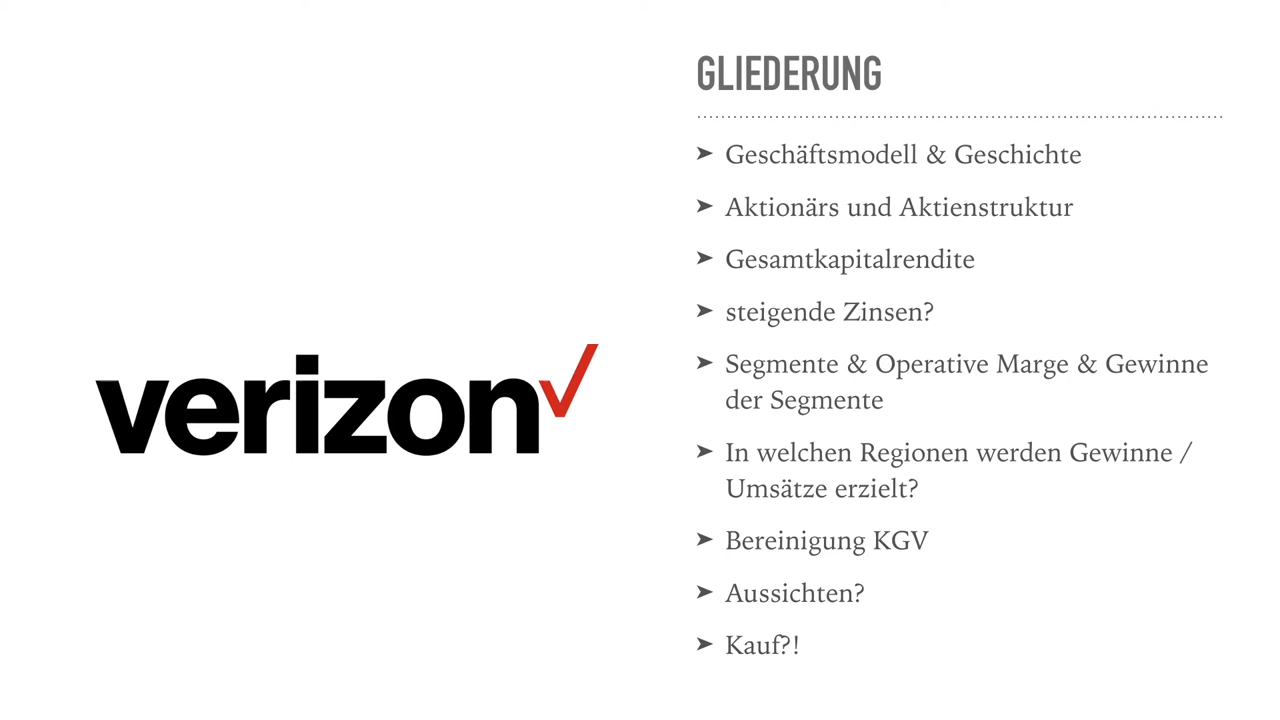 verizon
GLIEDERUNG
➤ Geschäftsmodell & Geschichte
➤ Aktionärs und Aktienstruktur
➤ Gesamtkapitalrendite
➤ steigende Zinsen?
➤ Segmente & Operative Marge & Gewinne
der Segmente
➤ In welchen Regionen werden Gewinne /
Umsätze erzielt?
➤ Bereinigung KGV
➤ Aussichten?
➤ Kauf?!